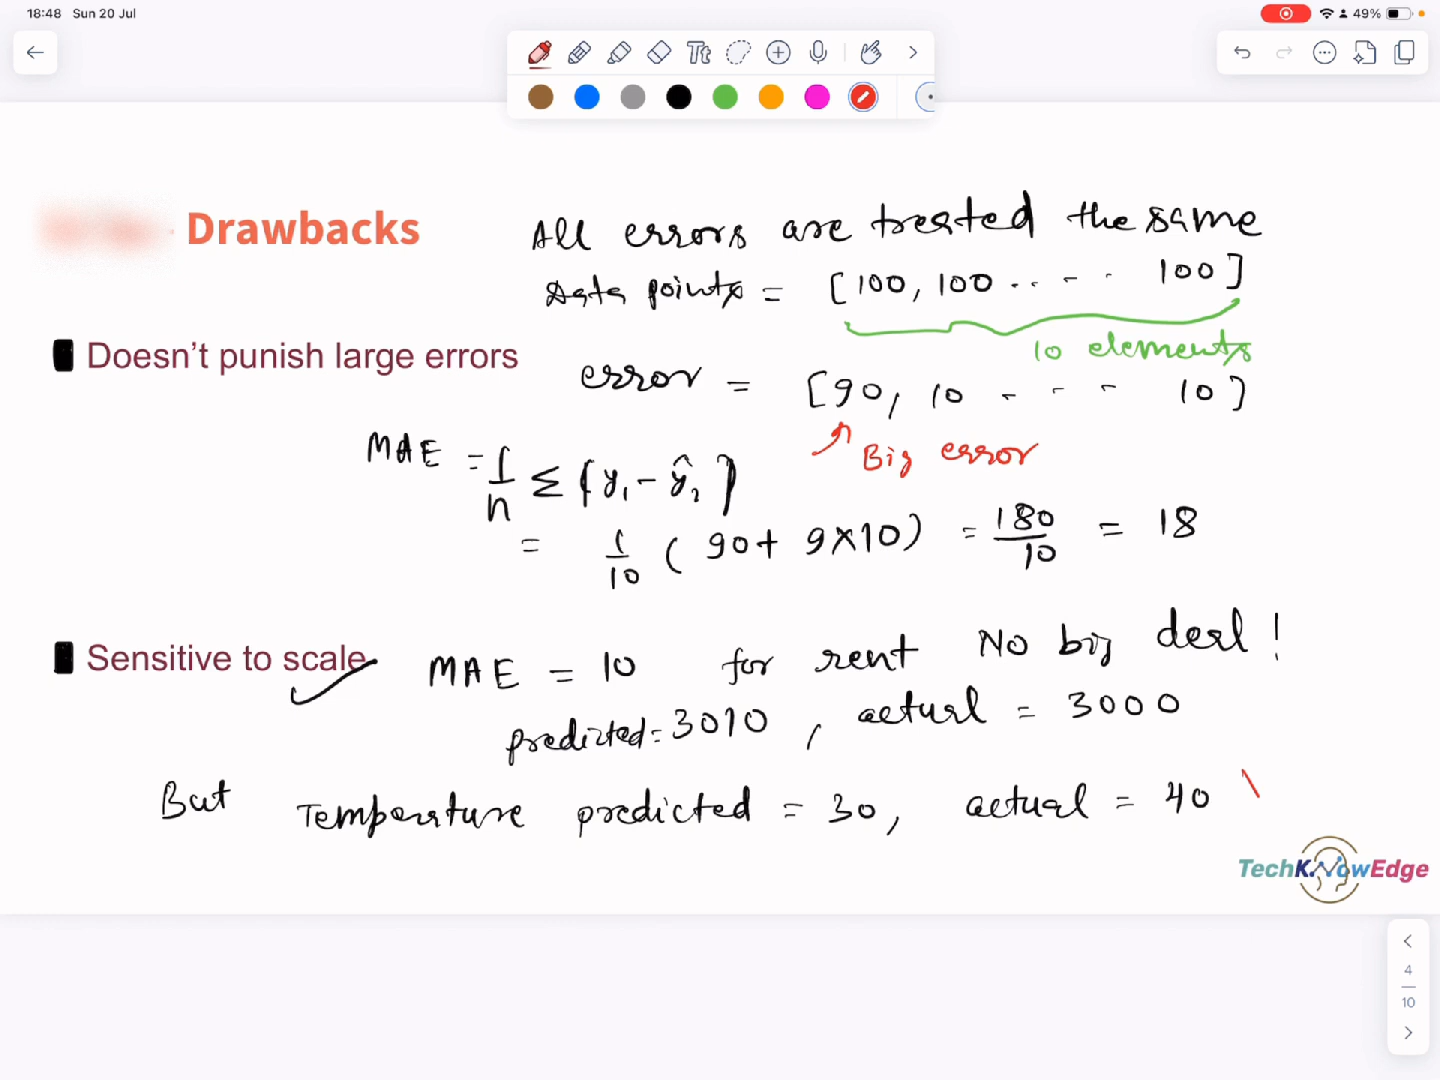 18:48 Sun 20 Jul
49%
Tt
Drawbacks
All errors are treated the same
Data points = [100, 100 .. - - 100]
10 elements
Doesn't punish large errors
error = [90, 10 - - - 10]
Big error
MAE = 1/n Σ |y₁ - ŷ₂|
= 1/10 (90+ 9×10) = 180/10 = 18
Sensitive to scale
MAE = 10 for rent No big deal!
predicted = 3010, actual = 3000
But Temperature predicted = 30, actual = 40
TechKnowEdge
4
10